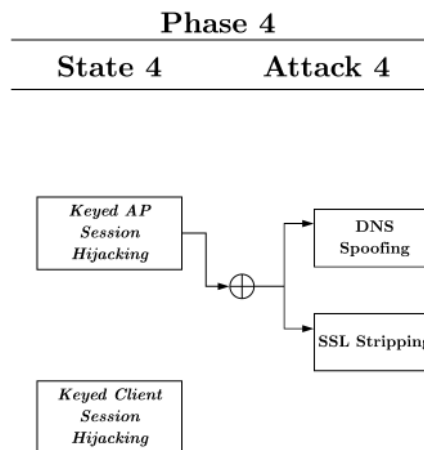 Phase 4
State 4 Attack 4
Keyed AP
Session
Hijacking
DNS
Spoofing
SSL Stripping
Keyed Client
Session
Hijacking